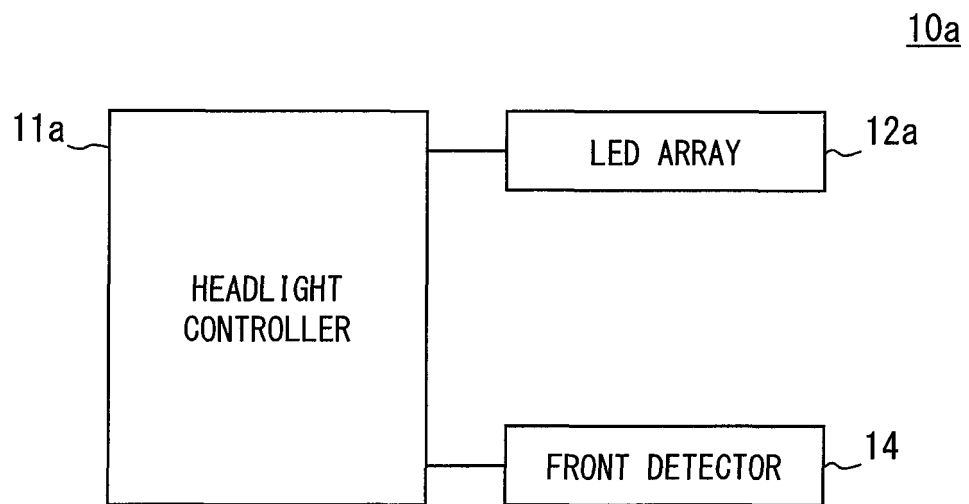 10a
11a
LED ARRAY
12a
HEADLIGHT
CONTROLLER
FRONT DETECTOR
14